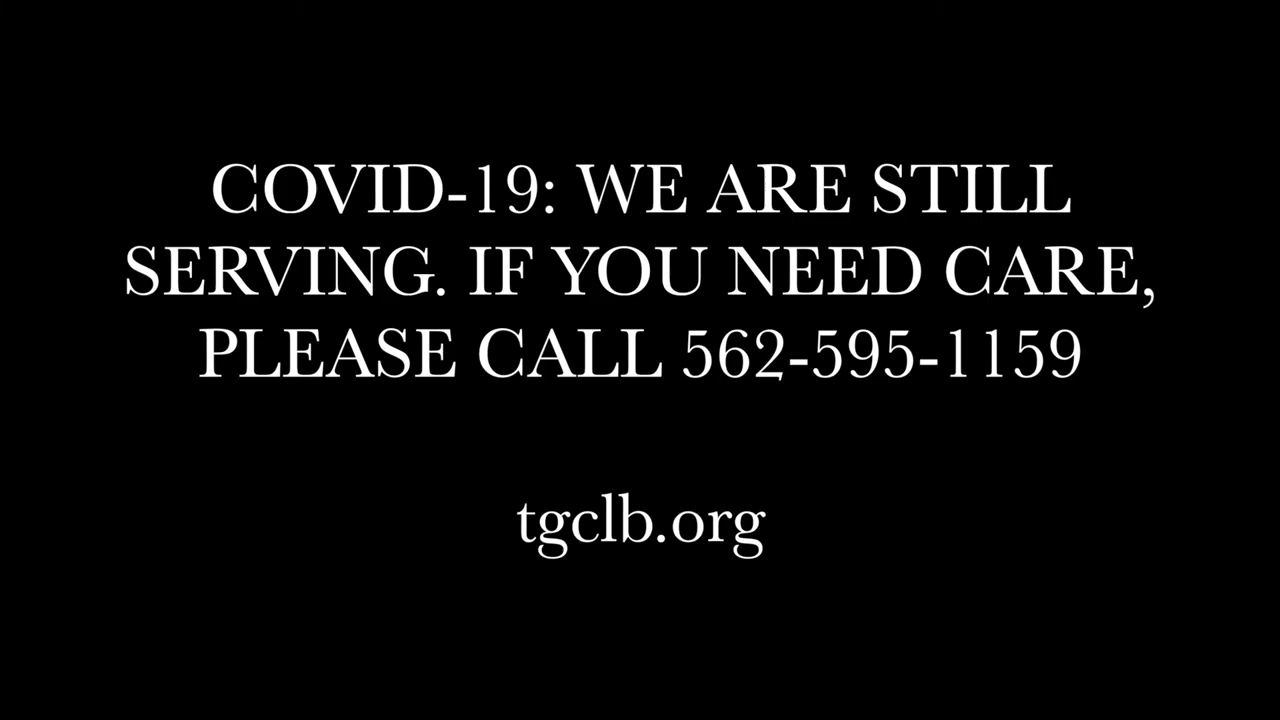 COVID-19: WE ARE STILL
SERVING. IF YOU NEED CARE,
PLEASE CALL 562-595-1159
tgclb.org